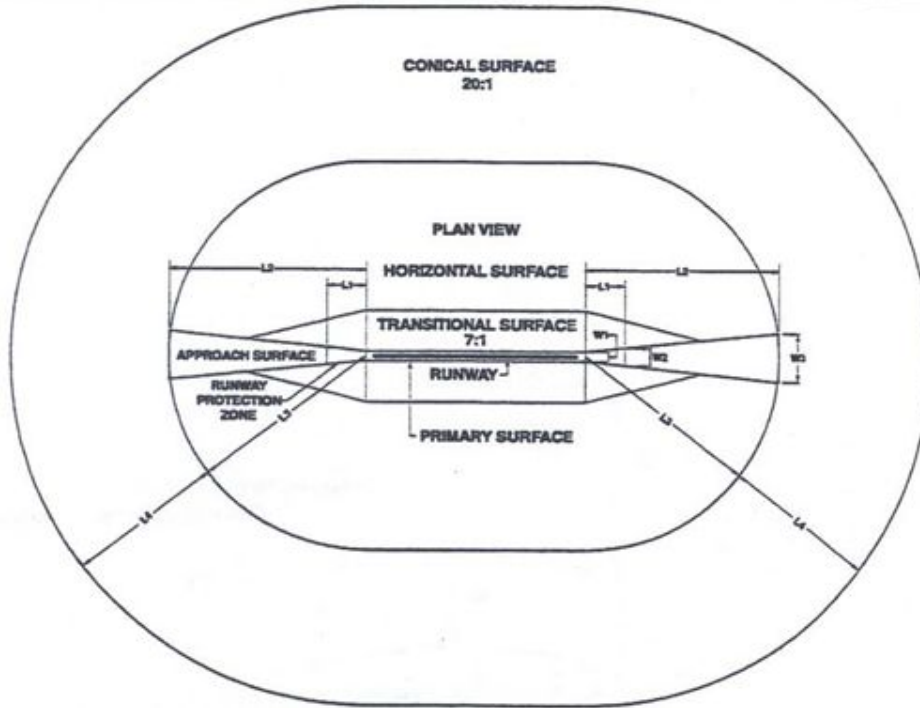 CONICAL SURFACE
20:1
PLAN VIEW
L2
HORIZONTAL SURFACE
L2
L1
L1
TRANSITIONAL SURFACE
7:1
W1
APPROACH SURFACE
W2
W3
RUNWAY
RUNWAY
PROTECTION
ZONE
L3
L3
PRIMARY SURFACE
L4
L4